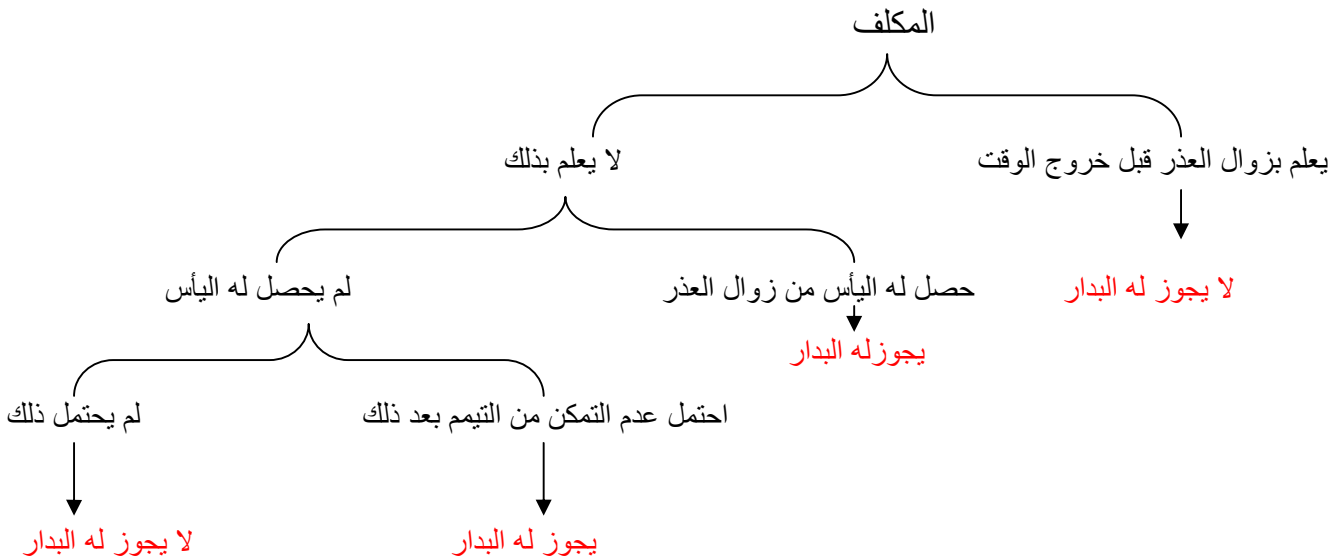 المكلف
يعلم بزوال العذر قبل خروج الوقت
لا يعلم بذلك
لا يجوز له البدار
حصل له اليأس من زوال العذر
لم يحصل له اليأس
يجوزله البدار
احتمل عدم التمكن من التيمم بعد ذلك
لم يحتمل ذلك
يجوز له البدار
لا يجوز له البدار